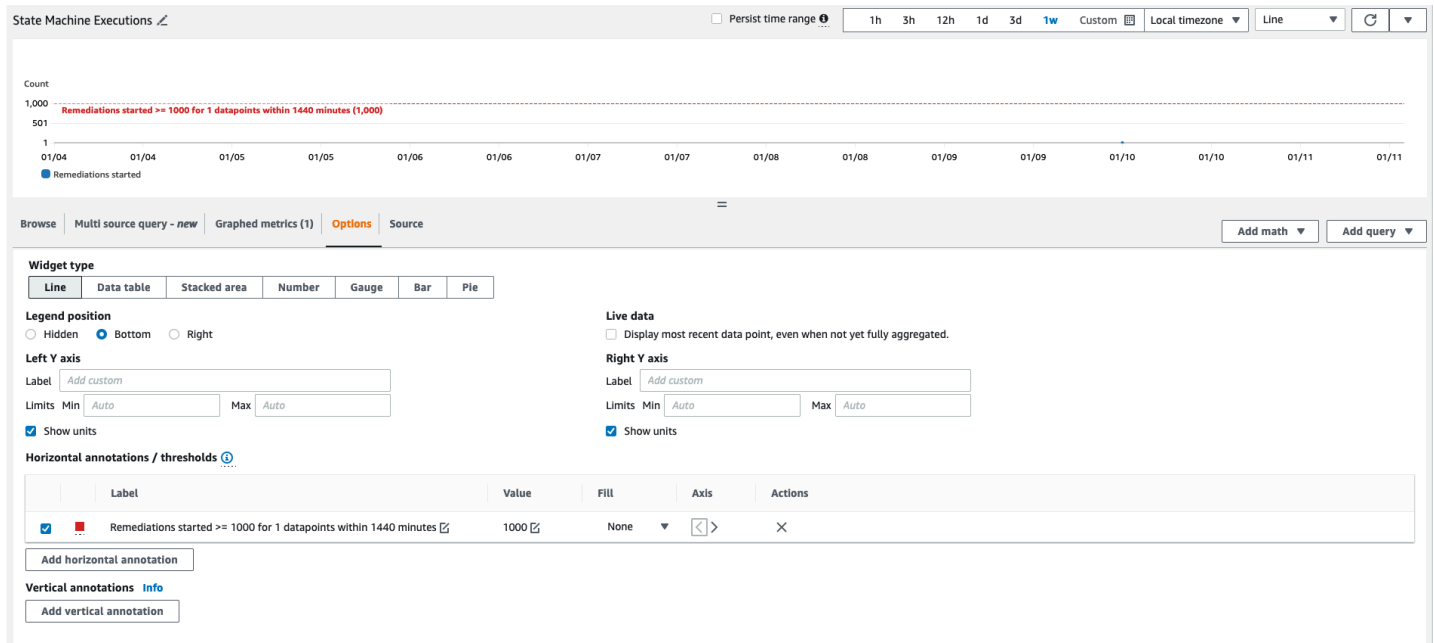 State Machine Executions
Persist time range
1h 3h 12h 1d 3d 1w Custom Local timezone Line
Count
1,000
Remediations started >= 1000 for 1 datapoints within 1440 minutes (1,000)
501
1
01/04 01/04 01/05 01/05 01/06 01/06 01/07 01/07 01/08 01/08 01/09 01/09 01/10 01/10 01/11 01/11
Remediations started
Browse Multi source query - new Graphed metrics (1) Options Source
Add math Add query
Widget type
Line Data table Stacked area Number Gauge Bar Pie
Legend position Live data
Hidden Bottom Right Display most recent data point, even when not yet fully aggregated.
Left Y axis Right Y axis
Label Add custom Label Add custom
Limits Min Auto Max Auto Limits Min Auto Max Auto
Show units Show units
Horizontal annotations / thresholds
Label Value Fill Axis Actions
Remediations started >= 1000 for 1 datapoints within 1440 minutes 1000 None
Add horizontal annotation
Vertical annotations Info
Add vertical annotation